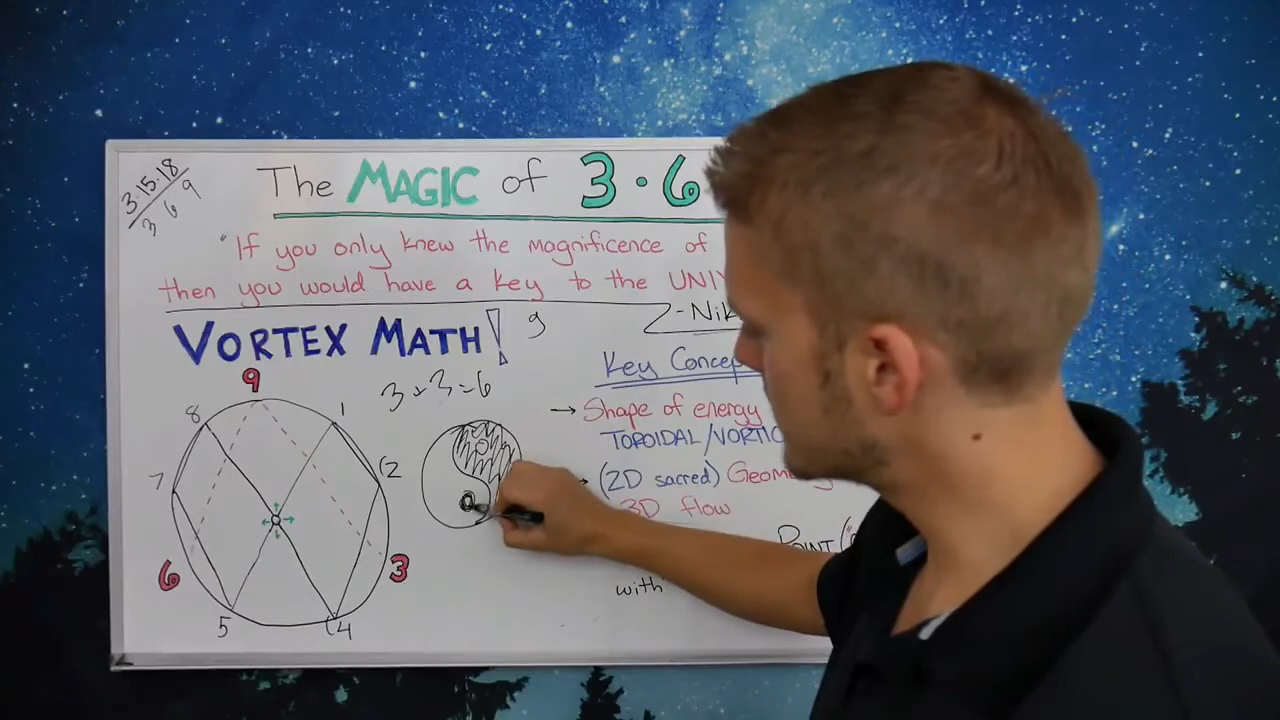 3·15·18
3 6 9
The MAGIC of 3·6
"If you only knew the magnificence of
then you would have a key to the UNIV
-Nik
VORTEX MATH!
9
3+3=6
9
8
1
7
2
6
3
5
4
Key Concep
→ Shape of energy
TOROIDAL/VORTIC
→ (2D sacred) Geome
3D flow
POINT
with